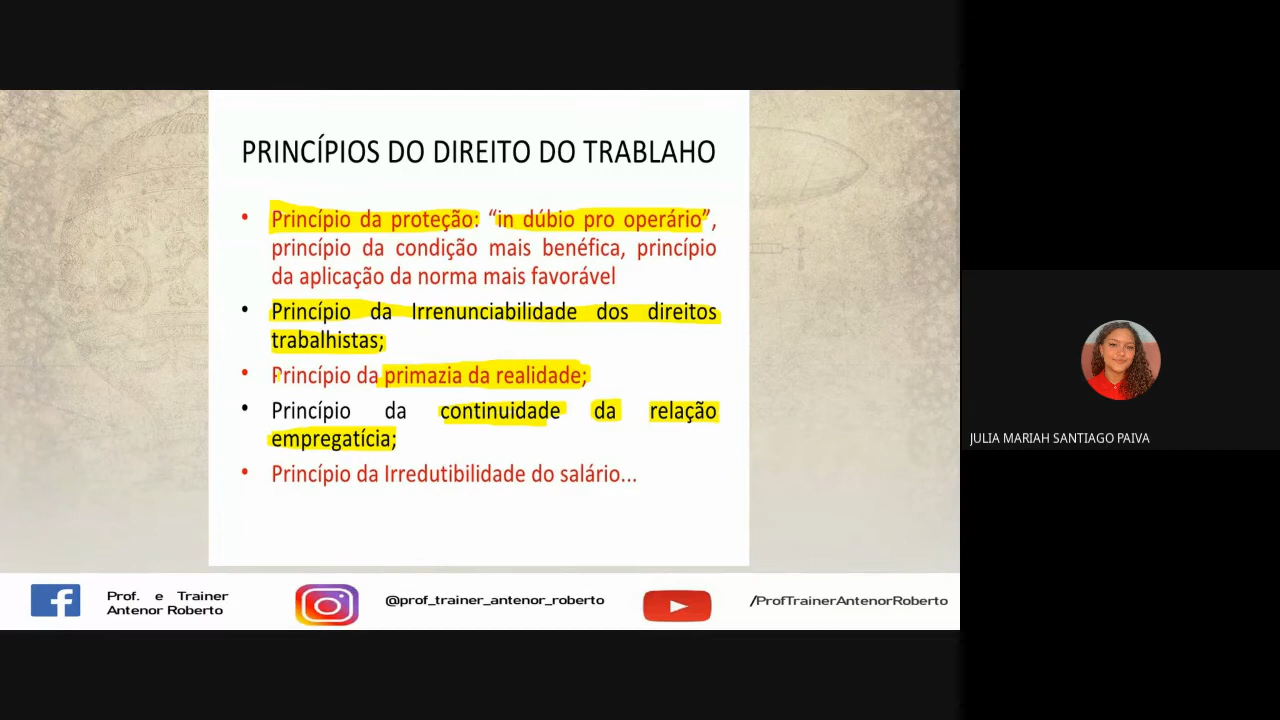 PRINCÍPIOS DO DIREITO DO TRABLAHO
• Princípio da proteção: “in dúbio pro operário”,
princípio da condição mais benéfica, princípio
da aplicação da norma mais favorável
• Princípio da Irrenunciabilidade dos direitos
trabalhistas;
• Princípio da primazia da realidade;
• Princípio da continuidade da relação
empregatícia;
• Princípio da Irredutibilidade do salário...
JULIA MARIAH SANTIAGO PAIVA
Prof. e Trainer
Antenor Roberto
@prof_trainer_antenor_roberto
/ProfTrainerAntenorRoberto